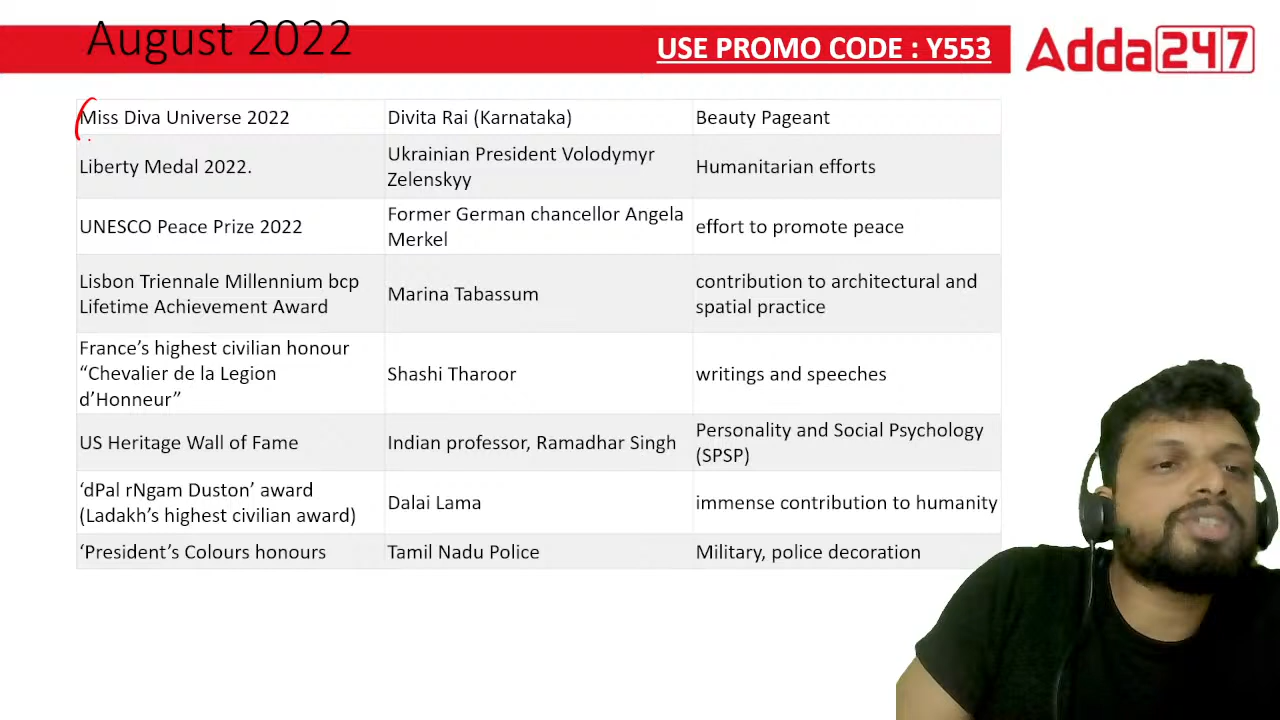 August 2022
USE PROMO CODE : Y553
Adda247
Miss Diva Universe 2022
Divita Rai (Karnataka)
Beauty Pageant
Liberty Medal 2022.
Ukrainian President Volodymyr
Zelenskyy
Humanitarian efforts
UNESCO Peace Prize 2022
Former German chancellor Angela
Merkel
effort to promote peace
Lisbon Triennale Millennium bcp
Lifetime Achievement Award
Marina Tabassum
contribution to architectural and
spatial practice
France’s highest civilian honour
“Chevalier de la Legion
d’Honneur”
Shashi Tharoor
writings and speeches
US Heritage Wall of Fame
Indian professor, Ramadhar Singh
Personality and Social Psychology
(SPSP)
‘dPal rNgam Duston’ award
(Ladakh’s highest civilian award)
Dalai Lama
immense contribution to humanity
‘President’s Colours honours
Tamil Nadu Police
Military, police decoration